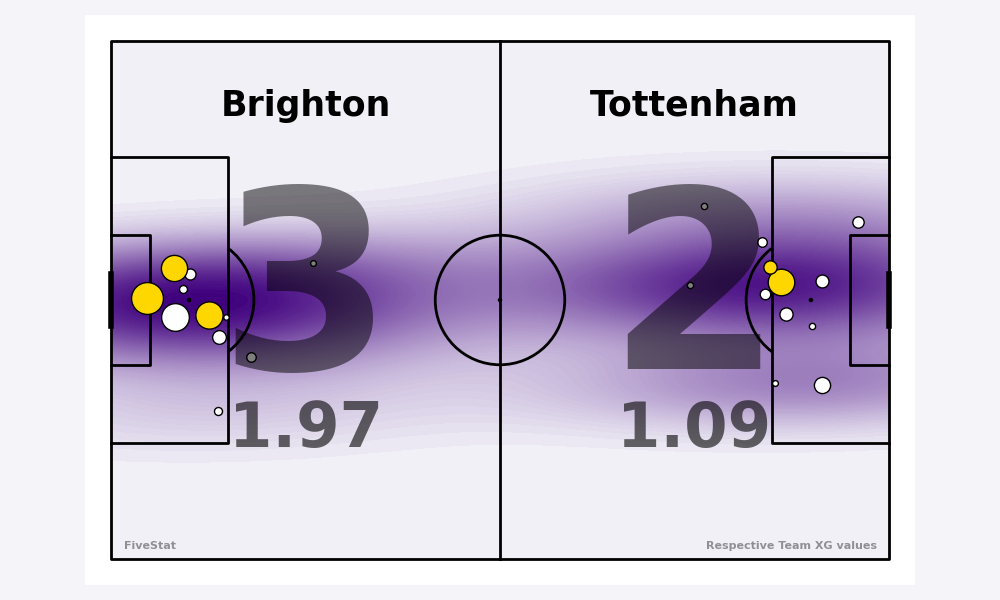 Brighton
Tottenham
3
2
1.97
1.09
FiveStat
Respective Team XG values